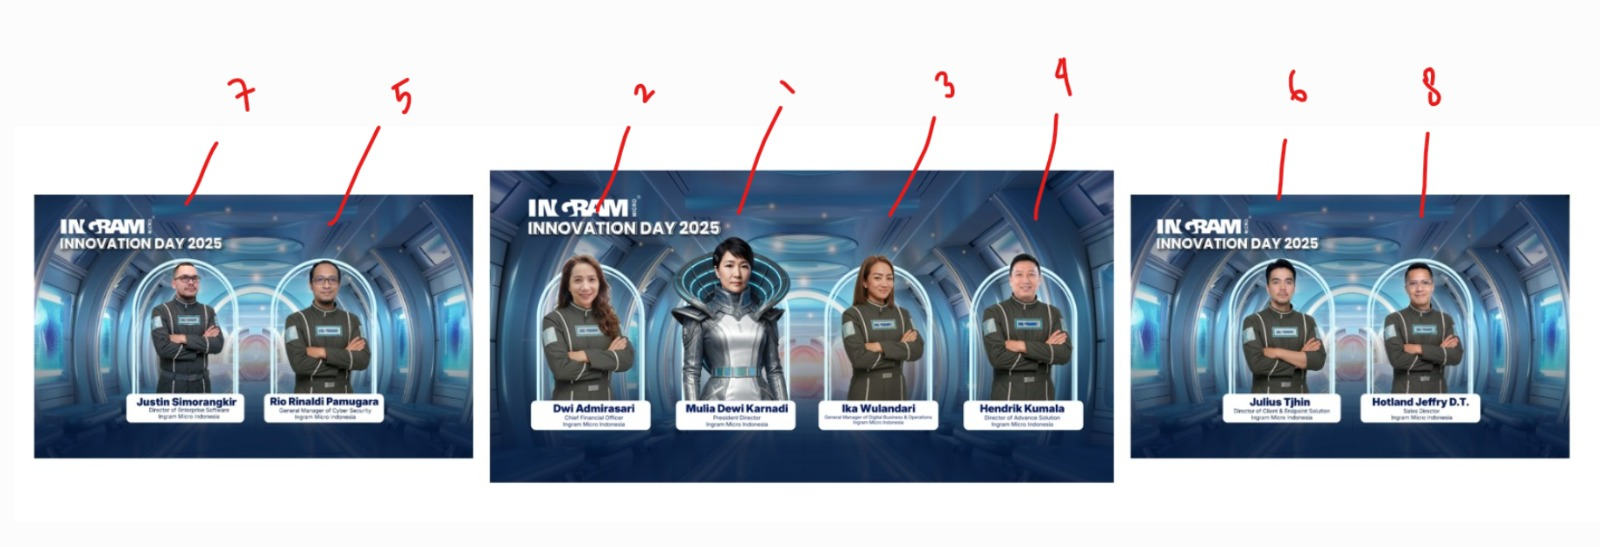 7
5
2
1
3
4
6
8
INGRAM MICRO
INNOVATION DAY 2025
Justin Simorangkir
Director of Enterprise Software
Ingram Micro Indonesia
Rio Rinaldi Pamugara
General Manager of Cyber Security
Ingram Micro Indonesia
INGRAM MICRO
INNOVATION DAY 2025
Dwi Admirasari
Chief Financial Officer
Ingram Micro Indonesia
Mulia Dewi Karnadi
President Director
Ingram Micro Indonesia
Ika Wulandari
General Manager of Digital Business & Operations
Ingram Micro Indonesia
Hendrik Kumala
Director of Advance Solution
Ingram Micro Indonesia
INGRAM MICRO
INNOVATION DAY 2025
Julius Tjhin
Director of Client & Endpoint Solution
Ingram Micro Indonesia
Hotland Jeffry D.T.
Sales Director
Ingram Micro Indonesia